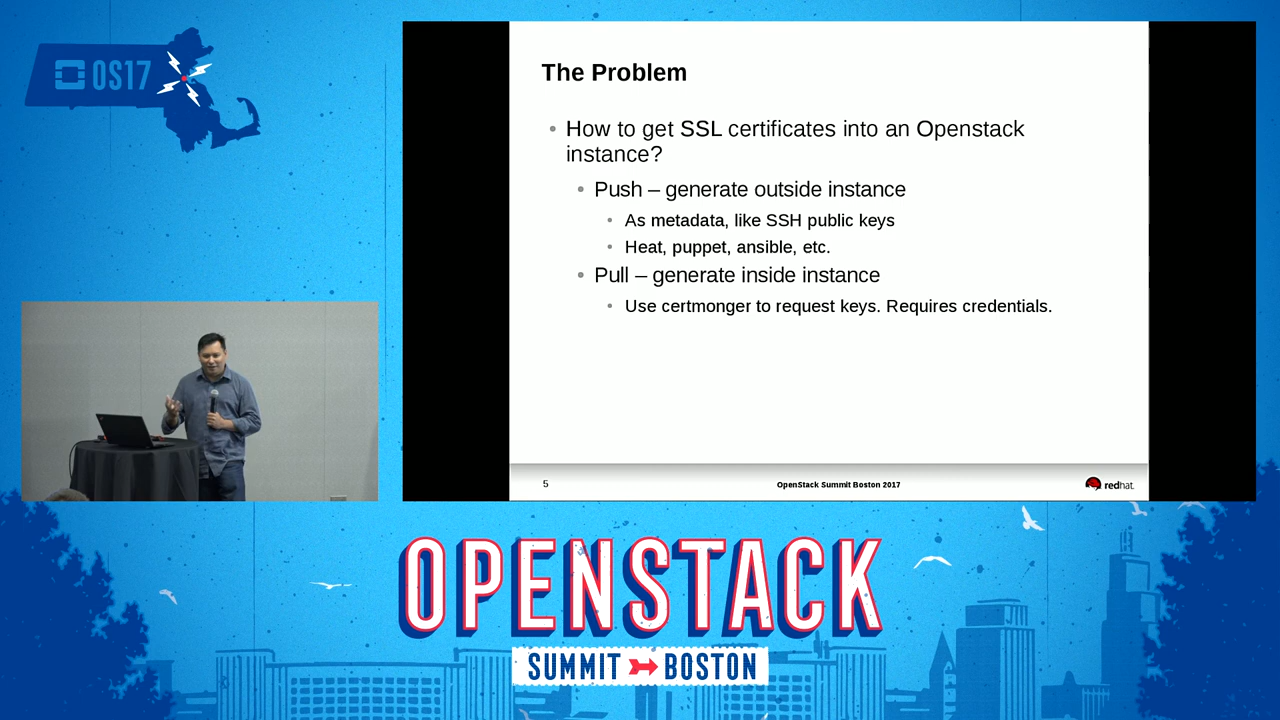 OS17
The Problem
• How to get SSL certificates into an Openstack
instance?
• Push – generate outside instance
• As metadata, like SSH public keys
• Heat, puppet, ansible, etc.
• Pull – generate inside instance
• Use certmonger to request keys. Requires credentials.
5
OpenStack Summit Boston 2017
redhat.
OPENSTACK
SUMMIT BOSTON